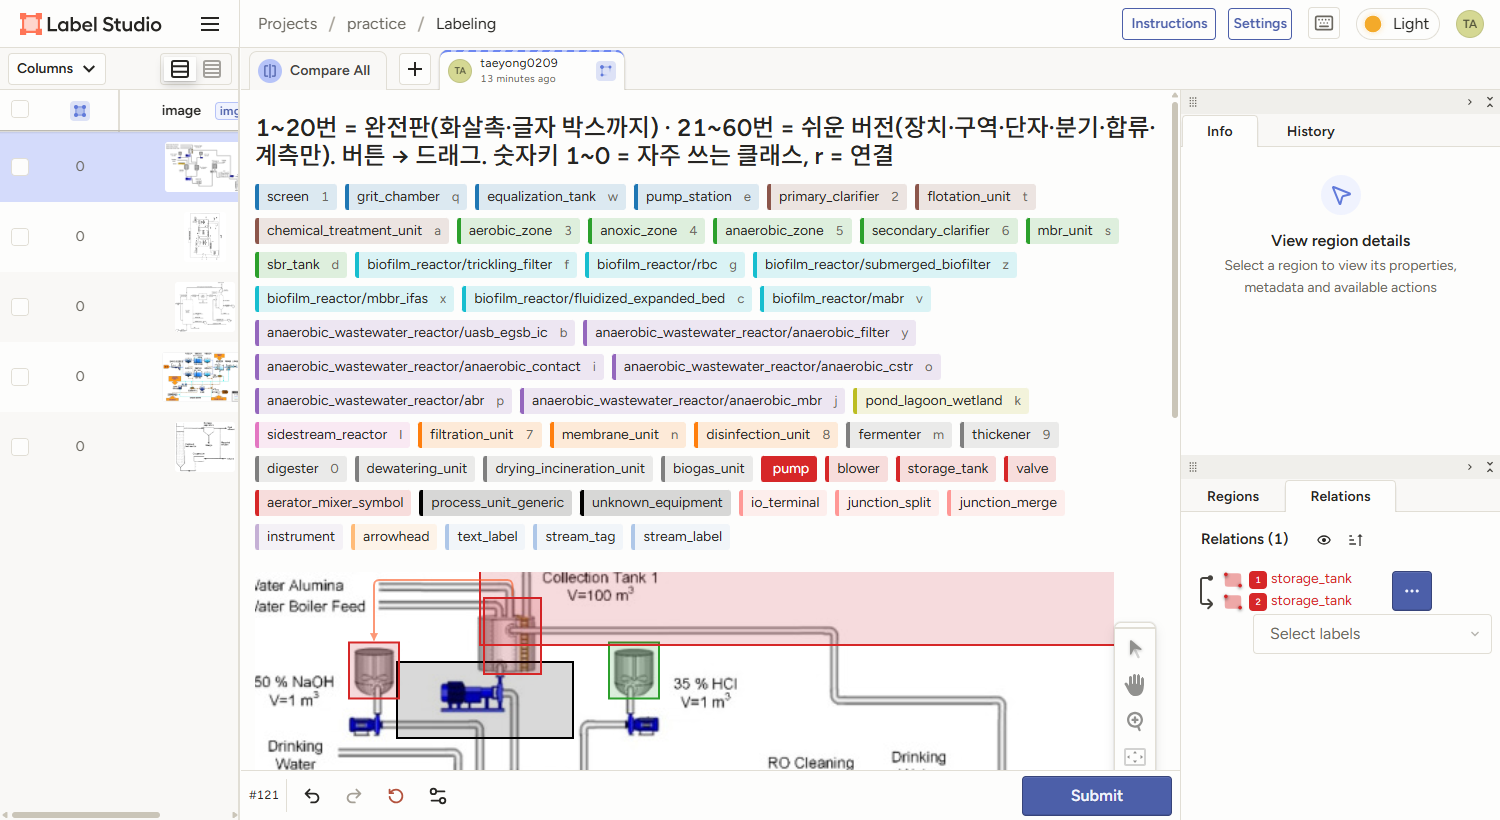 Label Studio
Projects / practice / Labeling
Instructions
Settings
Light
TA
Columns
Compare All
TA
taeyong0209
13 minutes ago
image
img
0
0
0
0
0
1~20번 = 완전판(화살촉·글자 박스까지) · 21~60번 = 쉬운 버전(장치·구역·단자·분기·합류·
계측만). 버튼 → 드래그. 숫자키 1~0 = 자주 쓰는 클래스, r = 연결
screen 1 grit_chamber q equalization_tank w pump_station e primary_clarifier 2 flotation_unit t
chemical_treatment_unit a aerobic_zone 3 anoxic_zone 4 anaerobic_zone 5 secondary_clarifier 6 mbr_unit s
sbr_tank d biofilm_reactor/trickling_filter f biofilm_reactor/rbc g biofilm_reactor/submerged_biofilter z
biofilm_reactor/mbbr_ifas x biofilm_reactor/fluidized_expanded_bed c biofilm_reactor/mabr v
anaerobic_wastewater_reactor/uasb_egsb_ic b anaerobic_wastewater_reactor/anaerobic_filter y
anaerobic_wastewater_reactor/anaerobic_contact i anaerobic_wastewater_reactor/anaerobic_cstr o
anaerobic_wastewater_reactor/abr p anaerobic_wastewater_reactor/anaerobic_mbr j pond_lagoon_wetland k
sidestream_reactor l filtration_unit 7 membrane_unit n disinfection_unit 8 fermenter m thickener 9
digester 0 dewatering_unit drying_incineration_unit biogas_unit pump blower storage_tank valve
aerator_mixer_symbol process_unit_generic unknown_equipment io_terminal junction_split junction_merge
instrument arrowhead text_label stream_tag stream_label
Collection Tank 1
V=100 m³
Vater Alumina
Vater Boiler Feed
50 % NaOH
V=1 m³
35 % HCl
V=1 m³
Drinking
Water
RO Cleaning
Drinking
#121
Submit
Info
History
View region details
Select a region to view its properties,
metadata and available actions
Regions
Relations
Relations (1)
1 storage_tank
2 storage_tank
Select labels